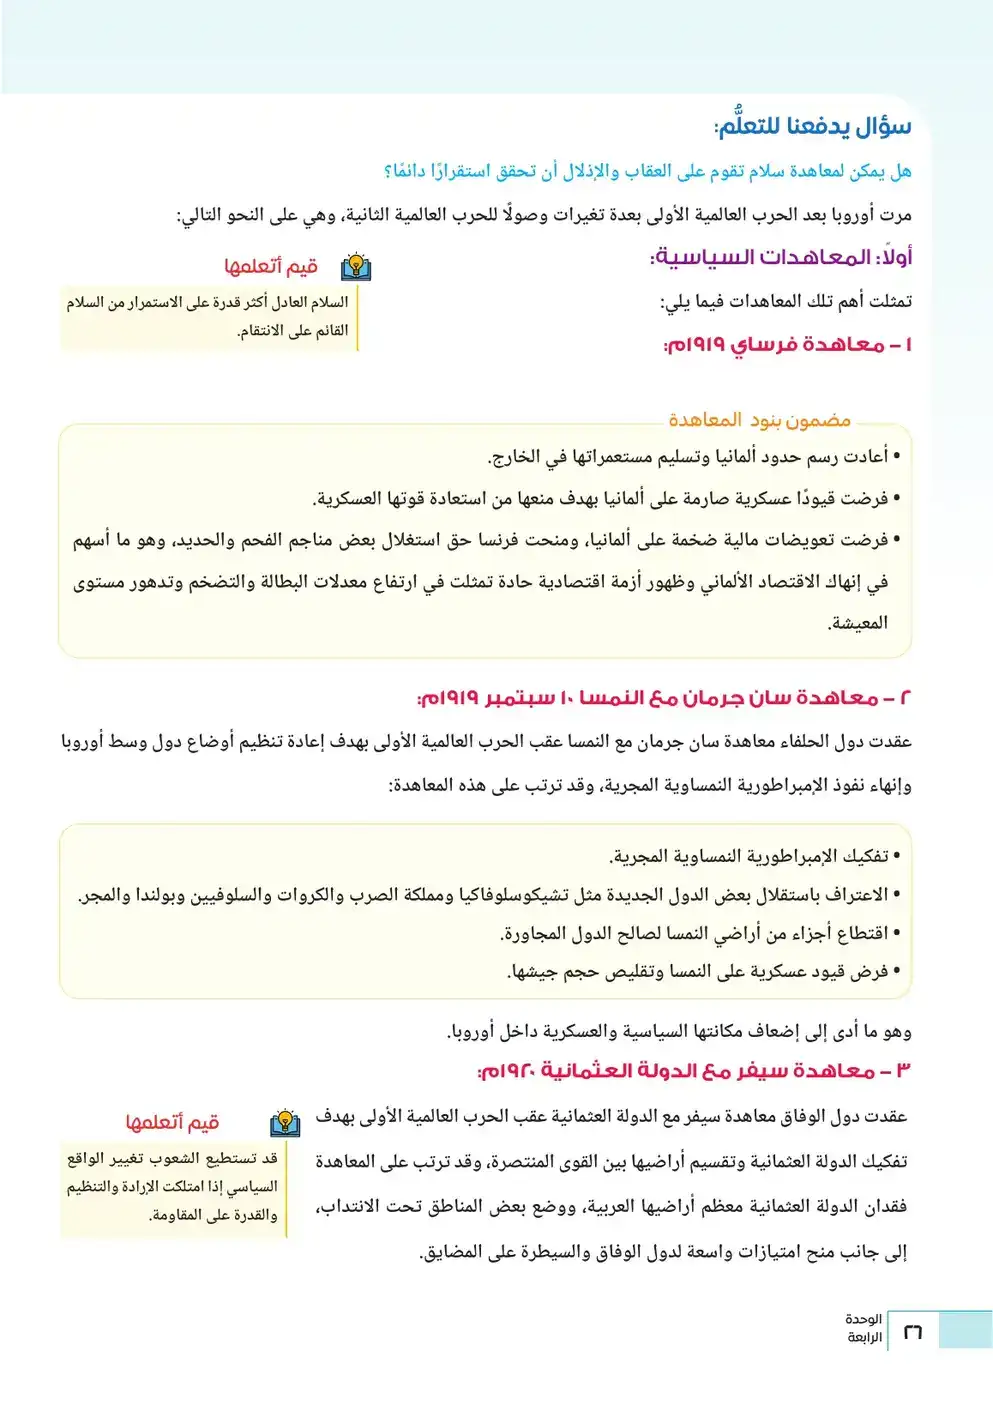 سؤال يدفعنا للتعلُّم:
هل يمكن لمعاهدة سلام تقوم على العقاب والإذلال أن تحقق استقرارًا دائمًا؟
مرت أوروبا بعد الحرب العالمية الأولى بعدة تغيرات وصولًا للحرب العالمية الثانية، وهي على النحو التالي:
أولًا: المعاهدات السياسية:
تمثلت أهم تلك المعاهدات فيما يلي:
١ - معاهدة فرساي ١٩١٩م:
قيم أتعلمها
السلام العادل أكثر قدرة على الاستمرار من السلام
القائم على الانتقام.
مضمون بنود المعاهدة
• أعادت رسم حدود ألمانيا وتسليم مستعمراتها في الخارج.
• فرضت قيودًا عسكرية صارمة على ألمانيا بهدف منعها من استعادة قوتها العسكرية.
• فرضت تعويضات مالية ضخمة على ألمانيا، ومنحت فرنسا حق استغلال بعض مناجم الفحم والحديد، وهو ما أسهم
في إنهاك الاقتصاد الألماني وظهور أزمة اقتصادية حادة تمثلت في ارتفاع معدلات البطالة والتضخم وتدهور مستوى
المعيشة.
٢ - معاهدة سان جرمان مع النمسا ١٠ سبتمبر ١٩١٩م:
عقدت دول الحلفاء معاهدة سان جرمان مع النمسا عقب الحرب العالمية الأولى بهدف إعادة تنظيم أوضاع دول وسط أوروبا
وإنهاء نفوذ الإمبراطورية النمساوية المجرية، وقد ترتب على هذه المعاهدة:
• تفكيك الإمبراطورية النمساوية المجرية.
• الاعتراف باستقلال بعض الدول الجديدة مثل تشيكوسلوفاكيا ومملكة الصرب والكروات والسلوفيين وبولندا والمجر.
• اقتطاع أجزاء من أراضي النمسا لصالح الدول المجاورة.
• فرض قيود عسكرية على النمسا وتقليص حجم جيشها.
وهو ما أدى إلى إضعاف مكانتها السياسية والعسكرية داخل أوروبا.
٣ - معاهدة سيفر مع الدولة العثمانية ١٩٢٠م:
عقدت دول الوفاق معاهدة سيفر مع الدولة العثمانية عقب الحرب العالمية الأولى بهدف
تفكيك الدولة العثمانية وتقسيم أراضيها بين القوى المنتصرة، وقد ترتب على المعاهدة
فقدان الدولة العثمانية معظم أراضيها العربية، ووضع بعض المناطق تحت الانتداب،
إلى جانب منح امتيازات واسعة لدول الوفاق والسيطرة على المضايق.
قيم أتعلمها
قد تستطيع الشعوب تغيير الواقع
السياسي إذا امتلكت الإرادة والتنظيم
والقدرة على المقاومة.
الوحدة
الرابعة
٢٦